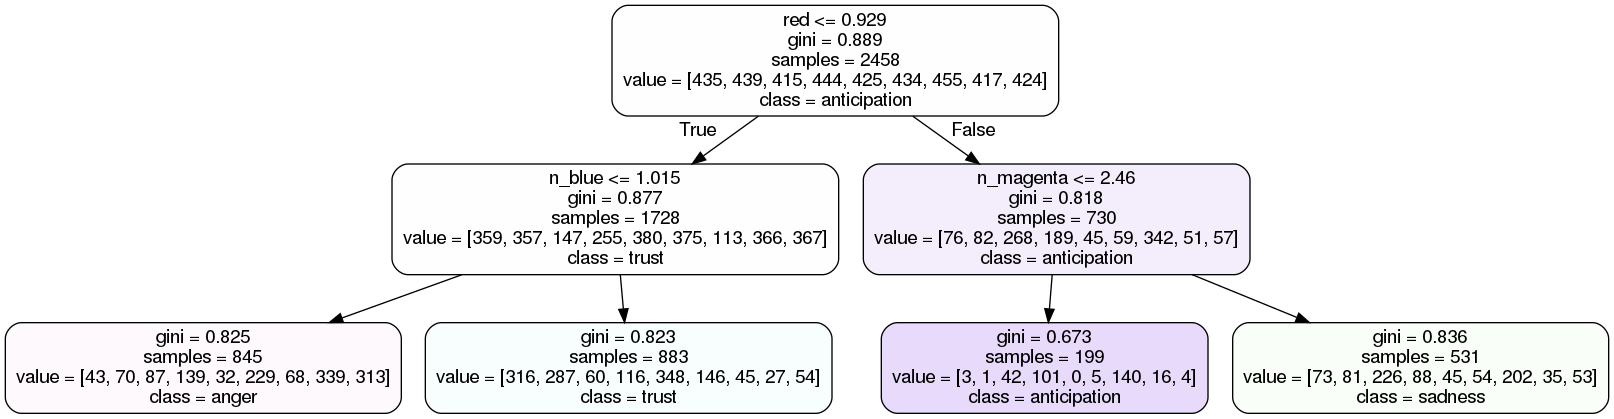 red <= 0.929
gini = 0.889
samples = 2458
value = [435, 439, 415, 444, 425, 434, 455, 417, 424]
class = anticipation
True
False
n_blue <= 1.015
gini = 0.877
samples = 1728
value = [359, 357, 147, 255, 380, 375, 113, 366, 367]
class = trust
n_magenta <= 2.46
gini = 0.818
samples = 730
value = [76, 82, 268, 189, 45, 59, 342, 51, 57]
class = anticipation
gini = 0.825
samples = 845
value = [43, 70, 87, 139, 32, 229, 68, 339, 313]
class = anger
gini = 0.823
samples = 883
value = [316, 287, 60, 116, 348, 146, 45, 27, 54]
class = trust
gini = 0.673
samples = 199
value = [3, 1, 42, 101, 0, 5, 140, 16, 4]
class = anticipation
gini = 0.836
samples = 531
value = [73, 81, 226, 88, 45, 54, 202, 35, 53]
class = sadness